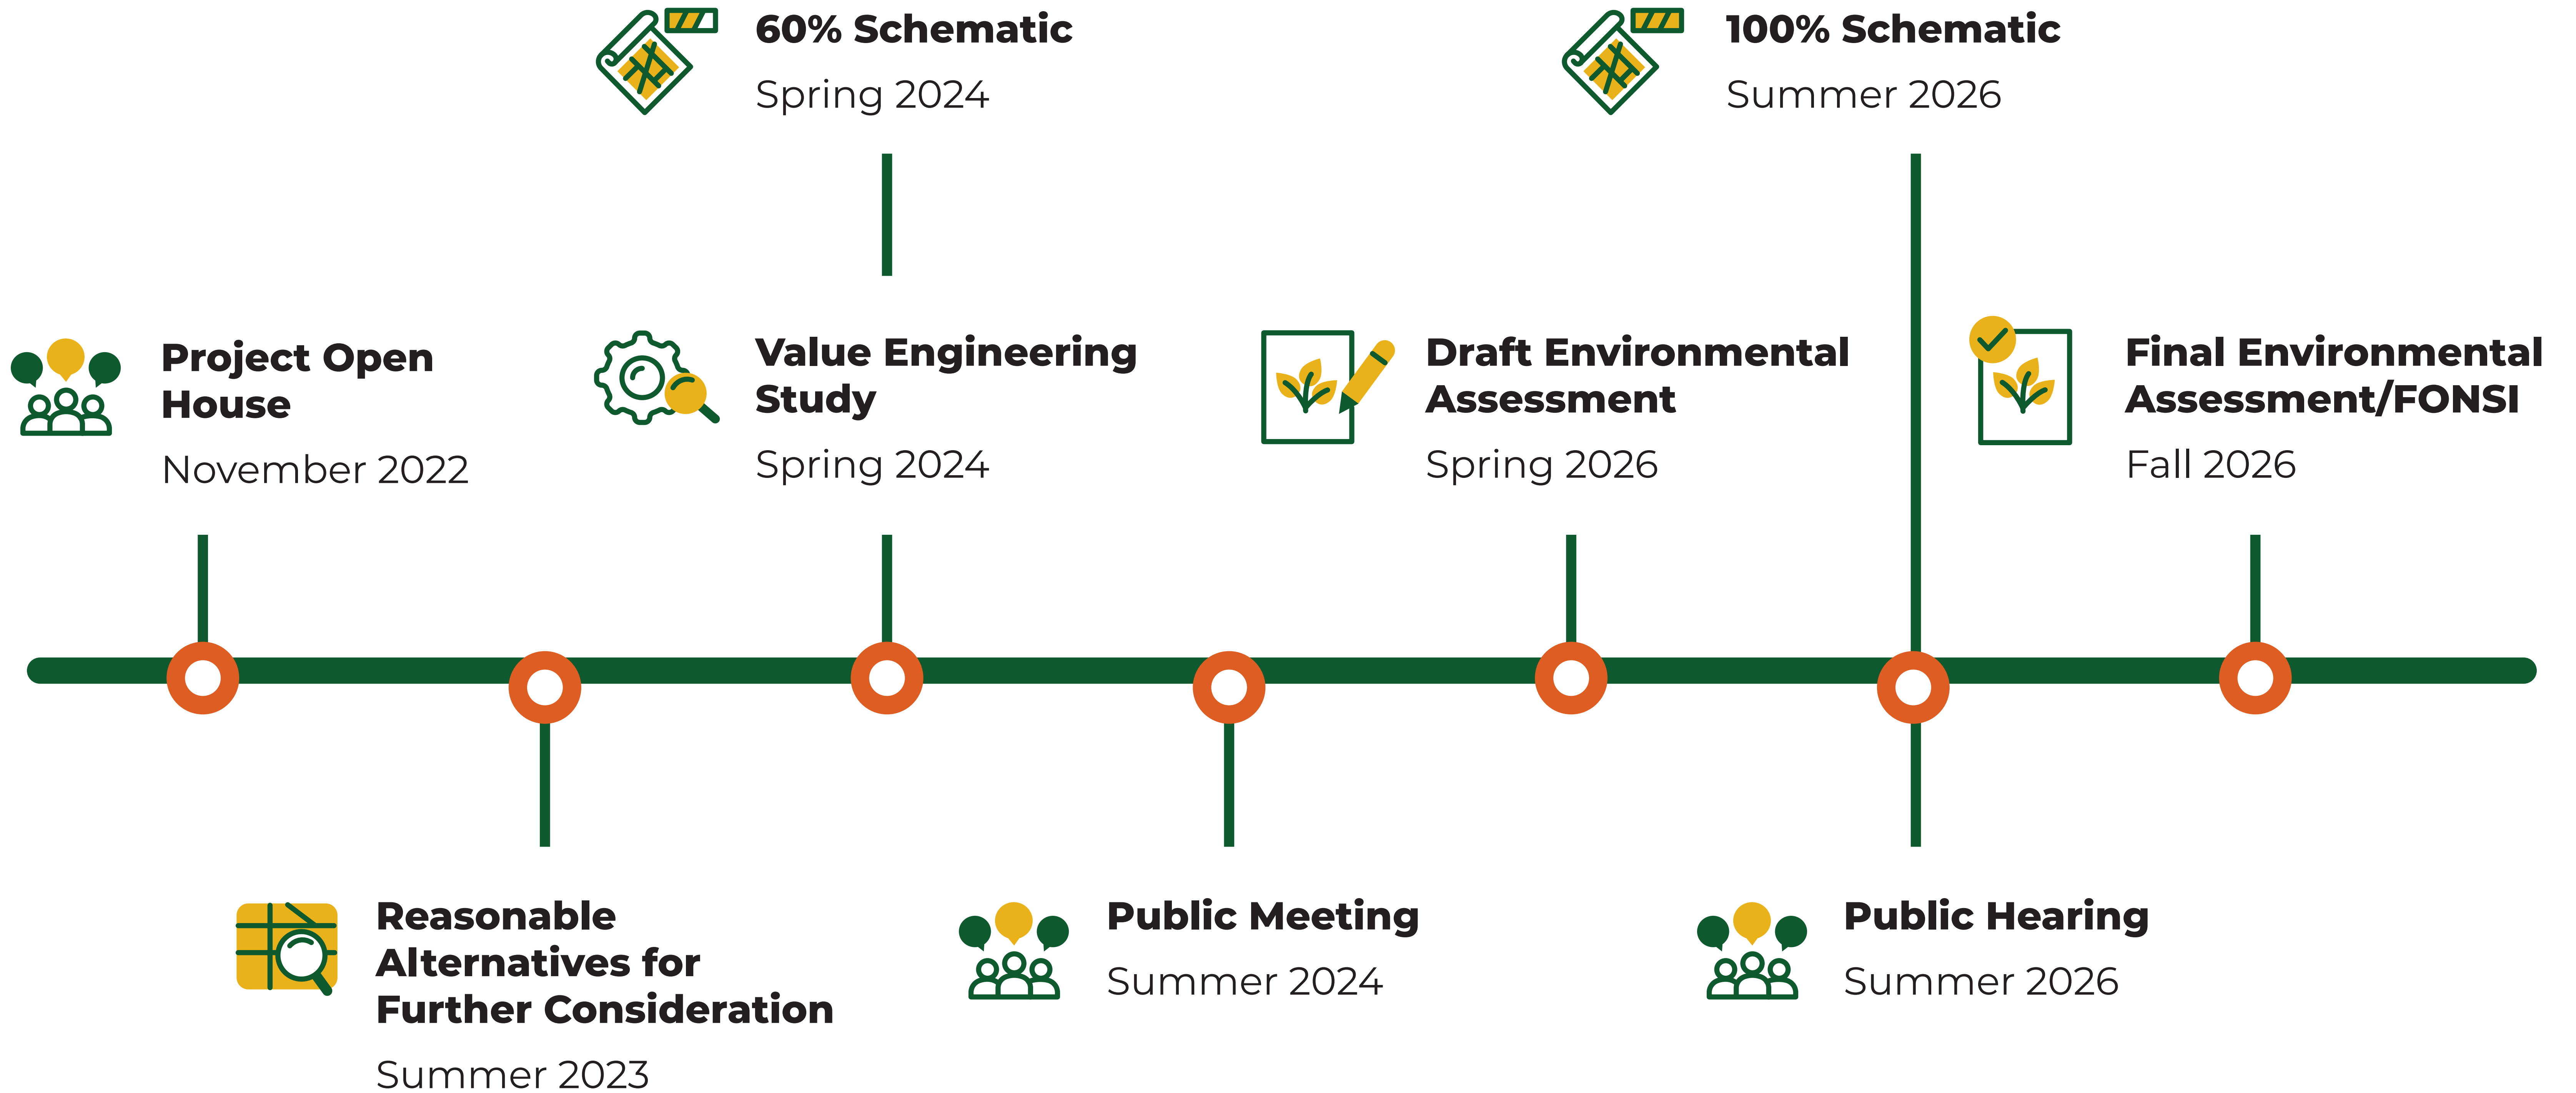 60% Schematic
Spring 2024
100% Schematic
Summer 2026
Project Open
House
November 2022
Value Engineering
Study
Spring 2024
Draft Environmental
Assessment
Spring 2026
Final Environmental
Assessment/FONSI
Fall 2026
Reasonable
Alternatives for
Further Consideration
Summer 2023
Public Meeting
Summer 2024
Public Hearing
Summer 2026